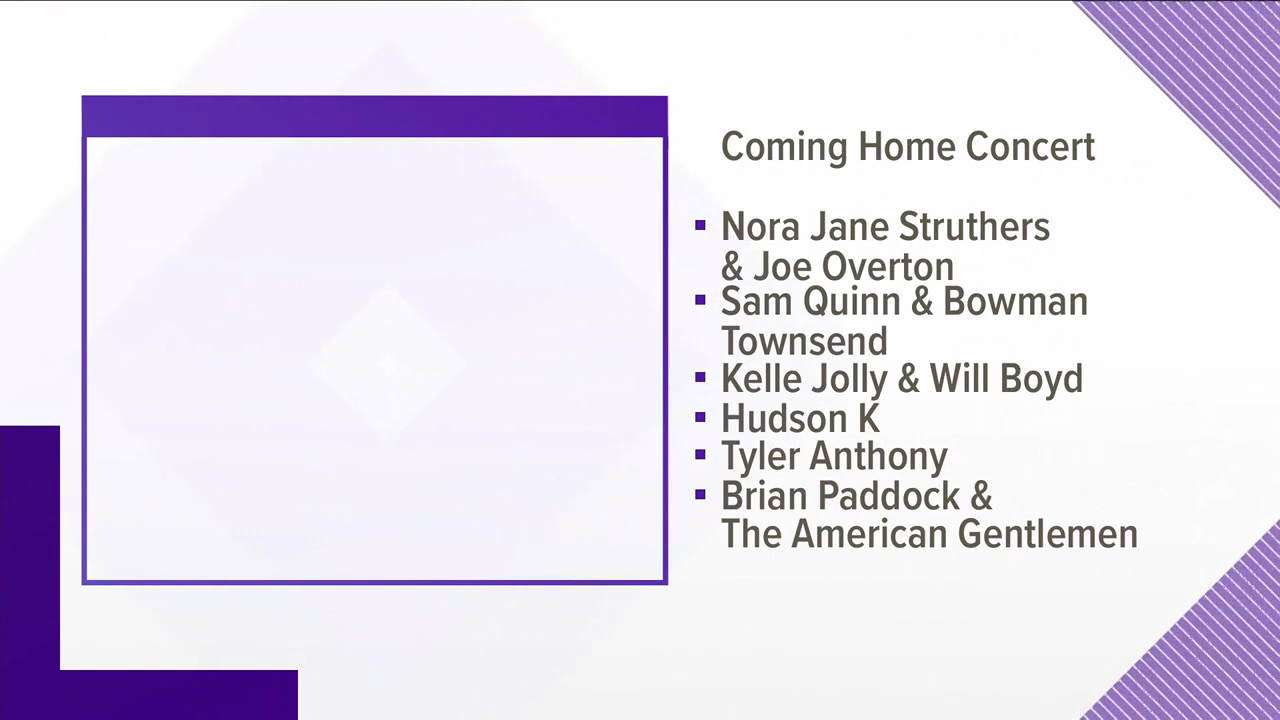 Coming Home Concert
Nora Jane Struthers
& Joe Overton
Sam Quinn & Bowman
Townsend
Kelle Jolly & Will Boyd
Hudson K
Tyler Anthony
Brian Paddock &
The American Gentlemen